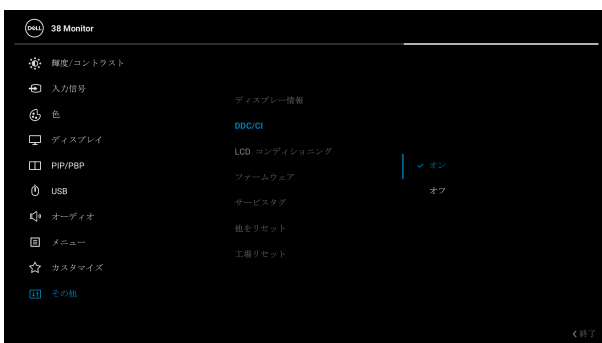 DELL
38 Monitor
輝度/コントラスト
入力信号
色
ディスプレイ
PIP/PBP
USB
オーディオ
メニュー
カスタマイズ
その他
ディスプレー情報
DDC/CI
LCD コンディショニング
ファームウェア
サービスタグ
他をリセット
工場リセット
オン
オフ
終了